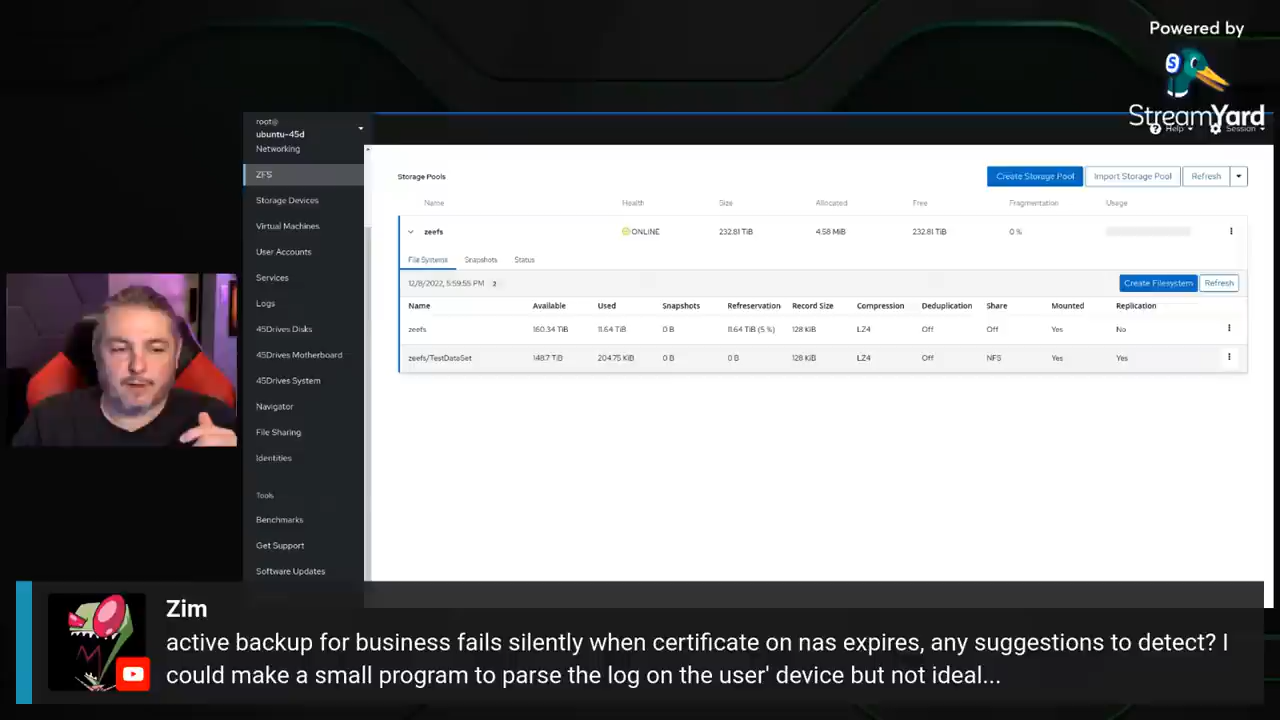 Powered by
StreamYard
root@
ubuntu-45d
Help
Session
Networking
ZFS
Storage Devices
Virtual Machines
User Accounts
Services
Logs
45Drives Disks
45Drives Motherboard
45Drives System
Navigator
File Sharing
Identities
Tools
Benchmarks
Get Support
Software Updates
Storage Pools
Create Storage Pool
Import Storage Pool
Refresh
Name Health Size Allocated Free Fragmentation Usage
zeefs ONLINE 232.81 TiB 4.58 MiB 232.81 TiB 0 %
File Systems Snapshots Status
12/8/2022, 5:59:55 PM 2
Create Filesystem Refresh
Name Available Used Snapshots Refreservation Record Size Compression Deduplication Share Mounted Replication
zeefs 160.34 TiB 11.64 TiB 0 B 11.64 TiB (5 %) 128 KiB LZ4 Off Off Yes No
zeefs/TestDataSet 148.7 TiB 204.75 KiB 0 B 0 B 128 KiB LZ4 Off NFS Yes Yes
Zim
active backup for business fails silently when certificate on nas expires, any suggestions to detect? I
could make a small program to parse the log on the user' device but not ideal...